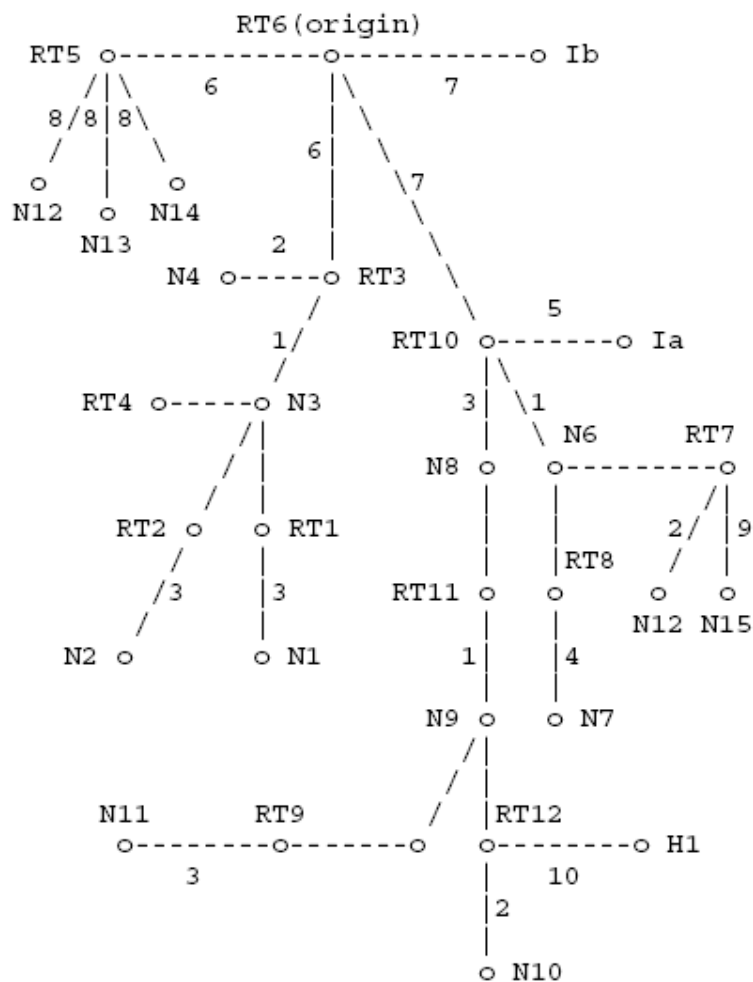 RT6(origin)
RT5 o------------o-----------o Ib
6 7
8 8 8
6
7
N12 o o N14
N13
2
N4 o-----o RT3
5
1
RT10 o--------o Ia
RT4 o-----o N3
3 1
N6 RT7
N8 o o---------o
RT2 o o RT1
2 9
RT8
RT11 o o o o
3 3
N12 N15
N2 o o N1
1 4
N9 o o N7
N11 RT9 RT12
o--------o-------o o--------o H1
3 10
2
o N10